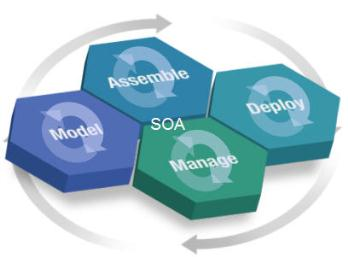 Assemble
Deploy
SOA
Model
Manage